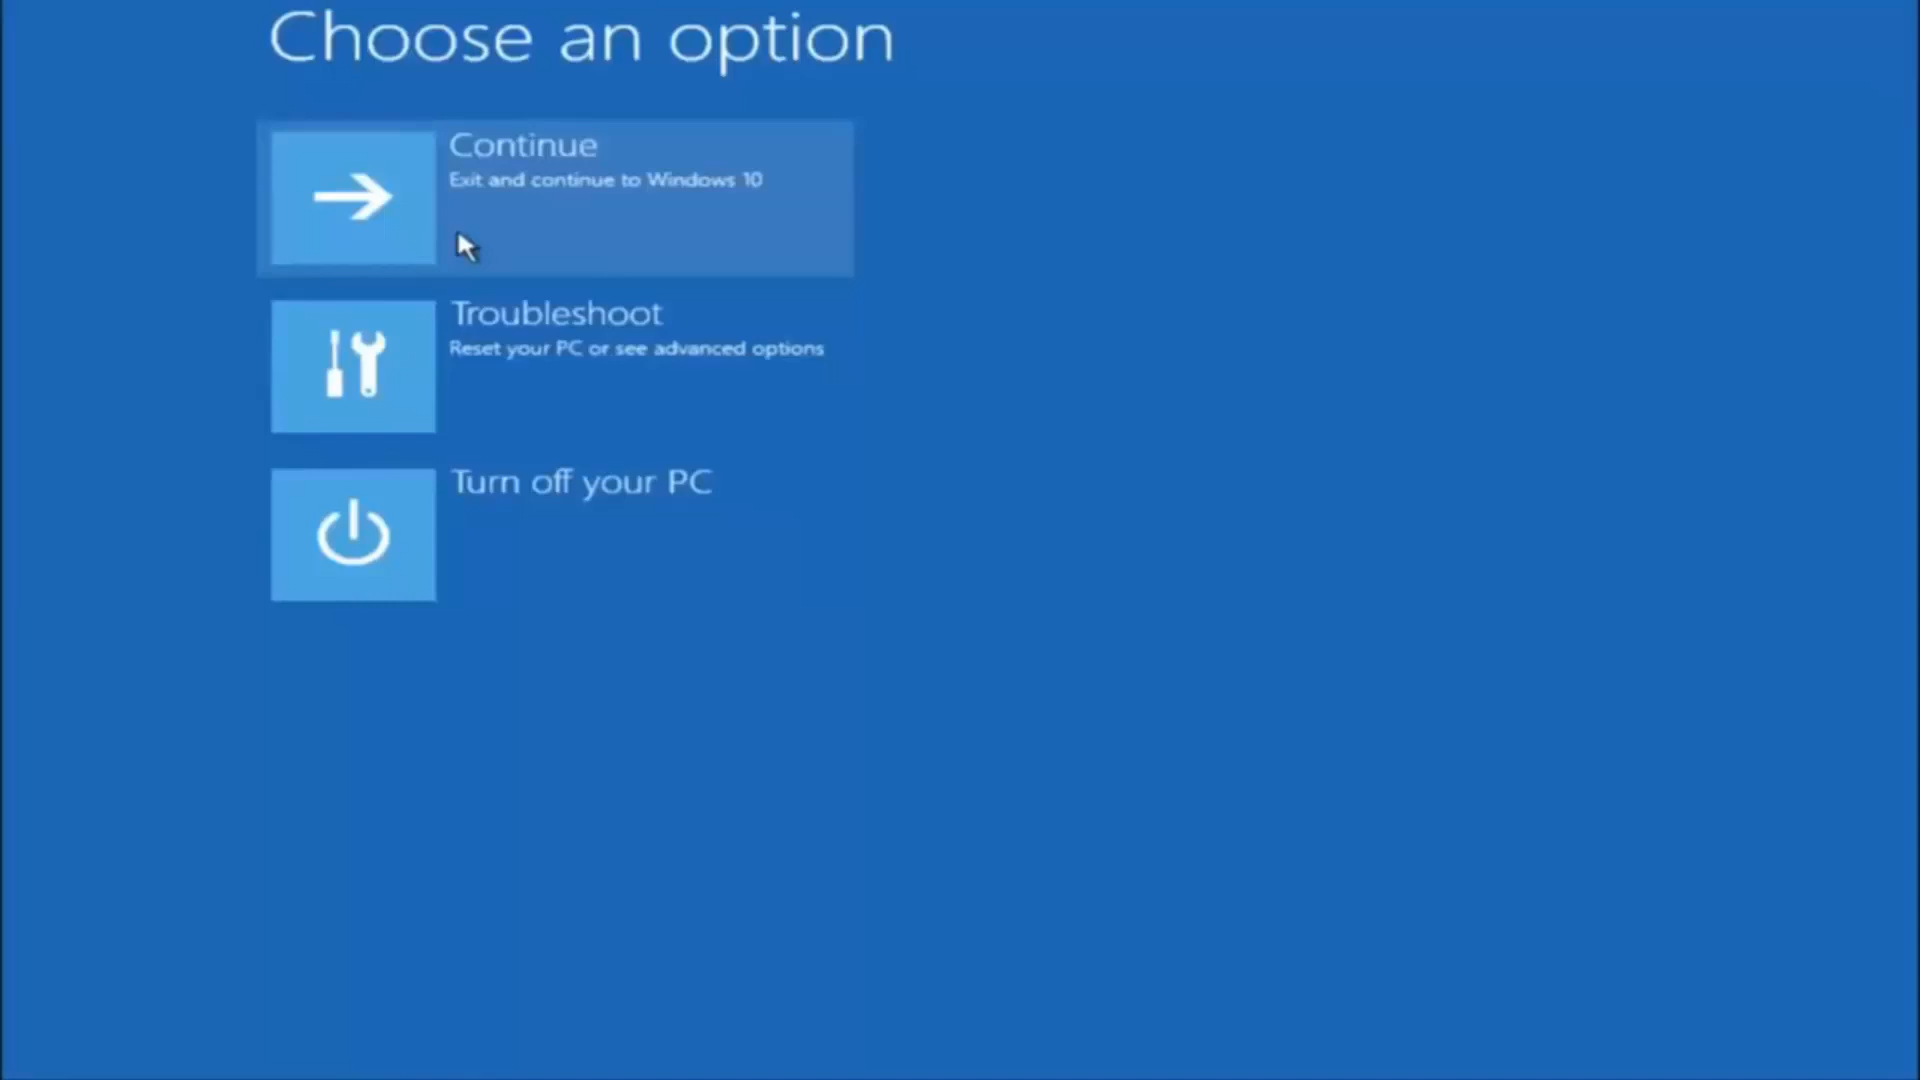 Choose an option
Continue
Exit and continue to Windows 10
Troubleshoot
Reset your PC or see advanced options
Turn off your PC